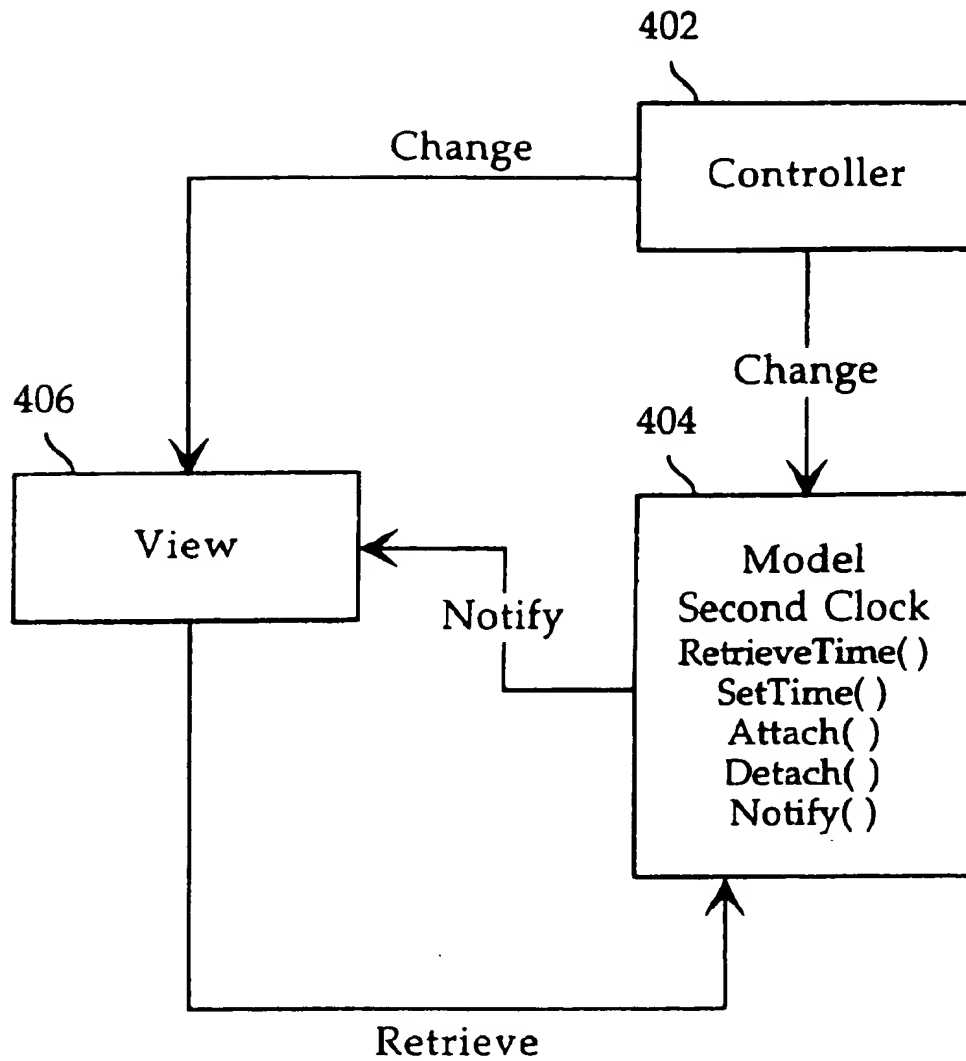 402
Controller
Change
Change
406
View
404
Model
Second Clock
RetrieveTime( )
SetTime( )
Attach( )
Detach( )
Notify( )
Notify
Retrieve